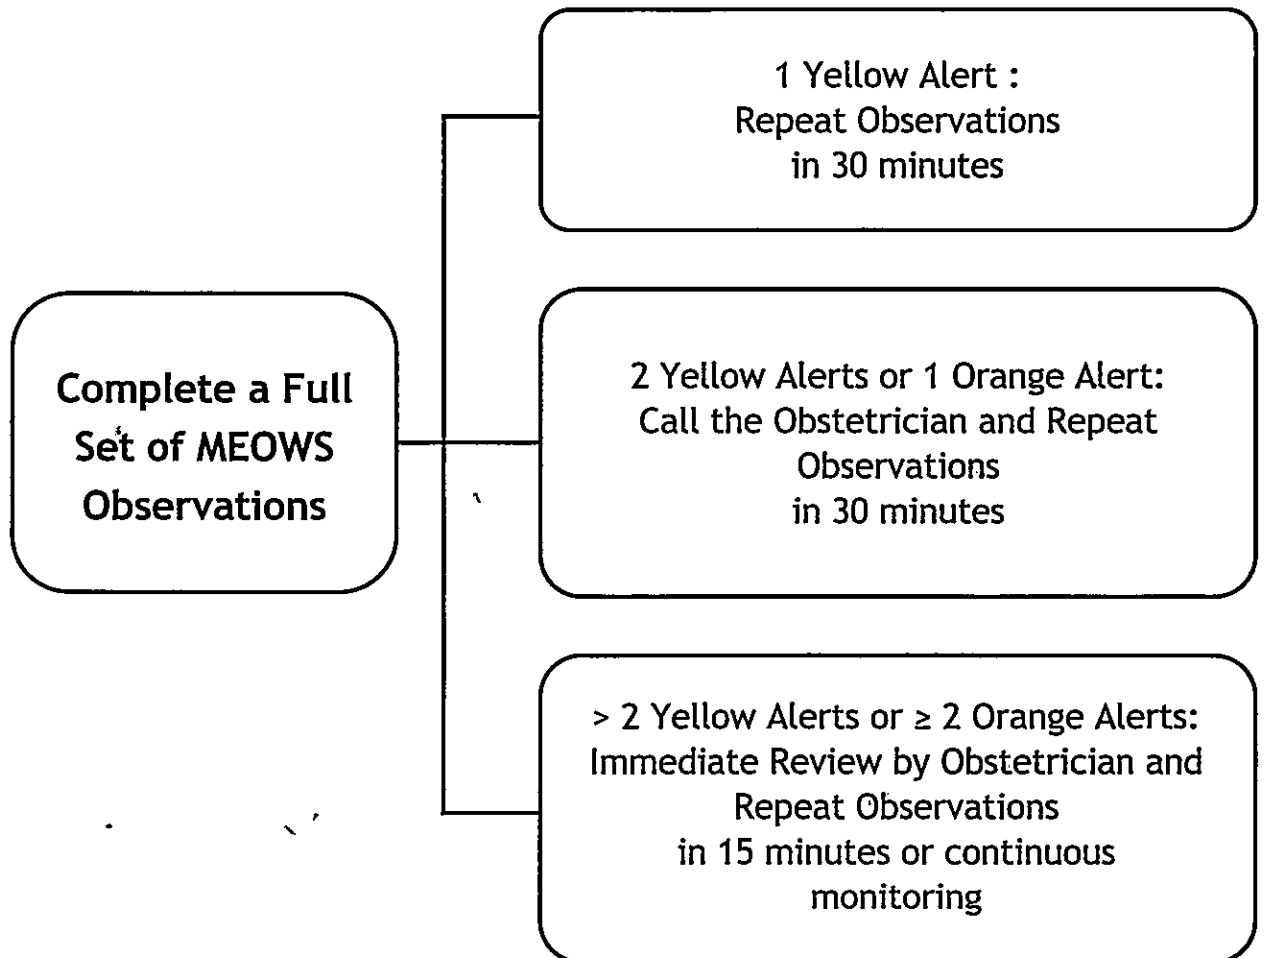 Complete a Full
Set of MEOWS
Observations
1 Yellow Alert :
Repeat Observations
in 30 minutes
2 Yellow Alerts or 1 Orange Alert:
Call the Obstetrician and Repeat
Observations
in 30 minutes
> 2 Yellow Alerts or ≥ 2 Orange Alerts:
Immediate Review by Obstetrician and
Repeat Observations
in 15 minutes or continuous
monitoring